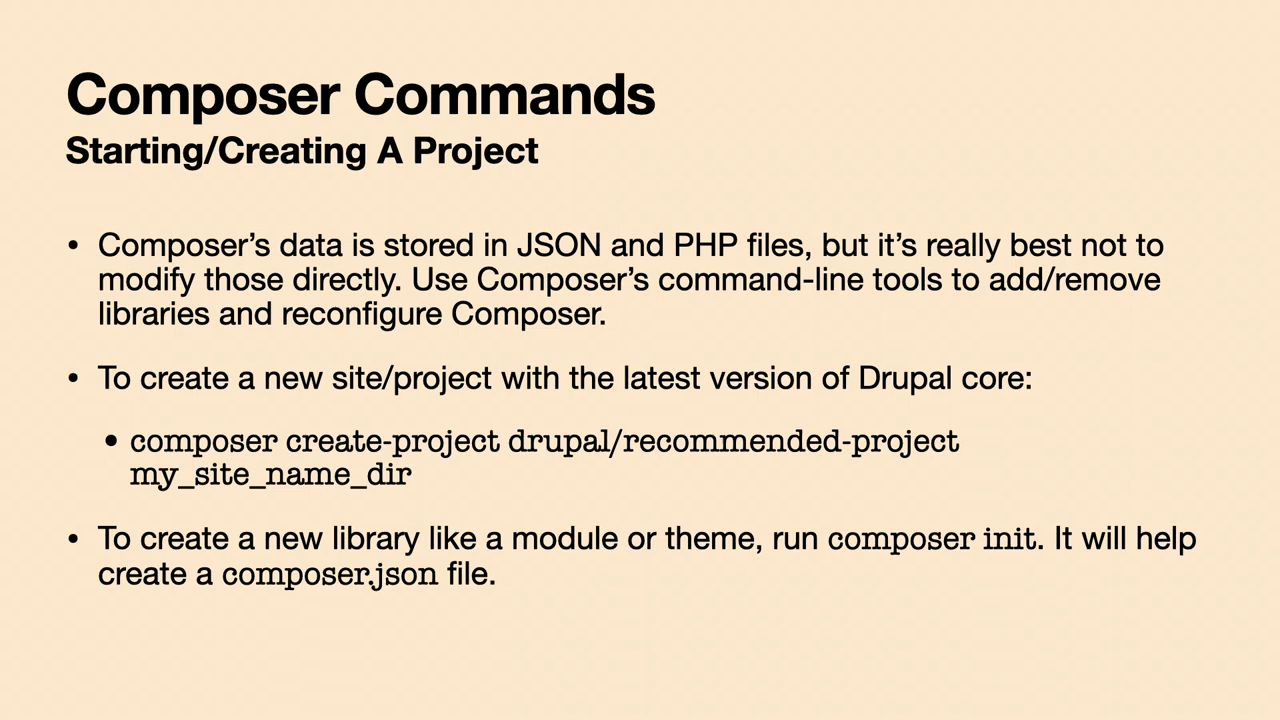 Composer Commands
Starting/Creating A Project
• Composer’s data is stored in JSON and PHP files, but it’s really best not to
modify those directly. Use Composer’s command-line tools to add/remove
libraries and reconfigure Composer.
• To create a new site/project with the latest version of Drupal core:
• composer create-project drupal/recommended-project
my_site_name_dir
• To create a new library like a module or theme, run composer init. It will help
create a composer.json file.